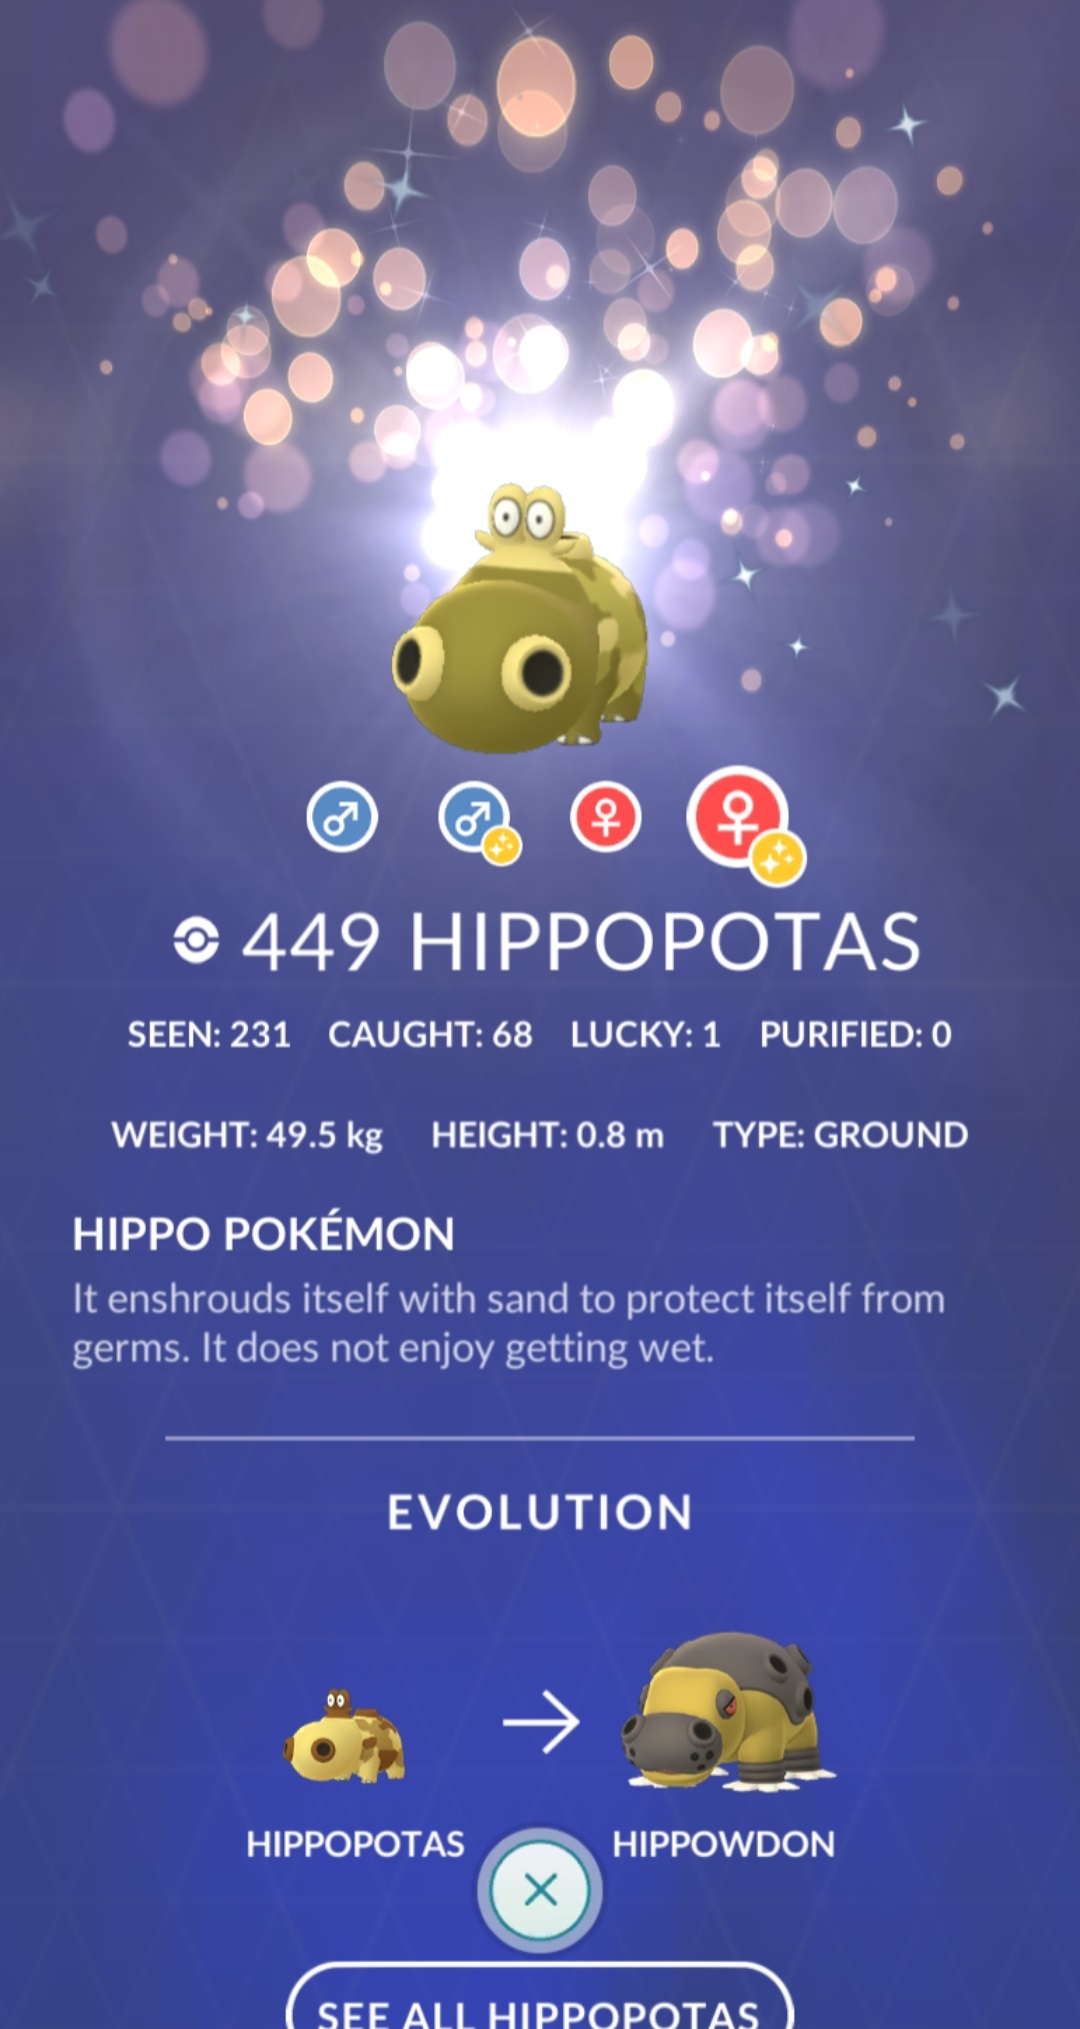 449 HIPPOPOTAS
SEEN: 231 CAUGHT: 68 LUCKY: 1 PURIFIED: 0
WEIGHT: 49.5 kg HEIGHT: 0.8 m TYPE: GROUND
HIPPO POKÉMON
It enshrouds itself with sand to protect itself from
germs. It does not enjoy getting wet.
EVOLUTION
HIPPOPOTAS HIPPOWDON
SEE ALL HIPPOPOTAS